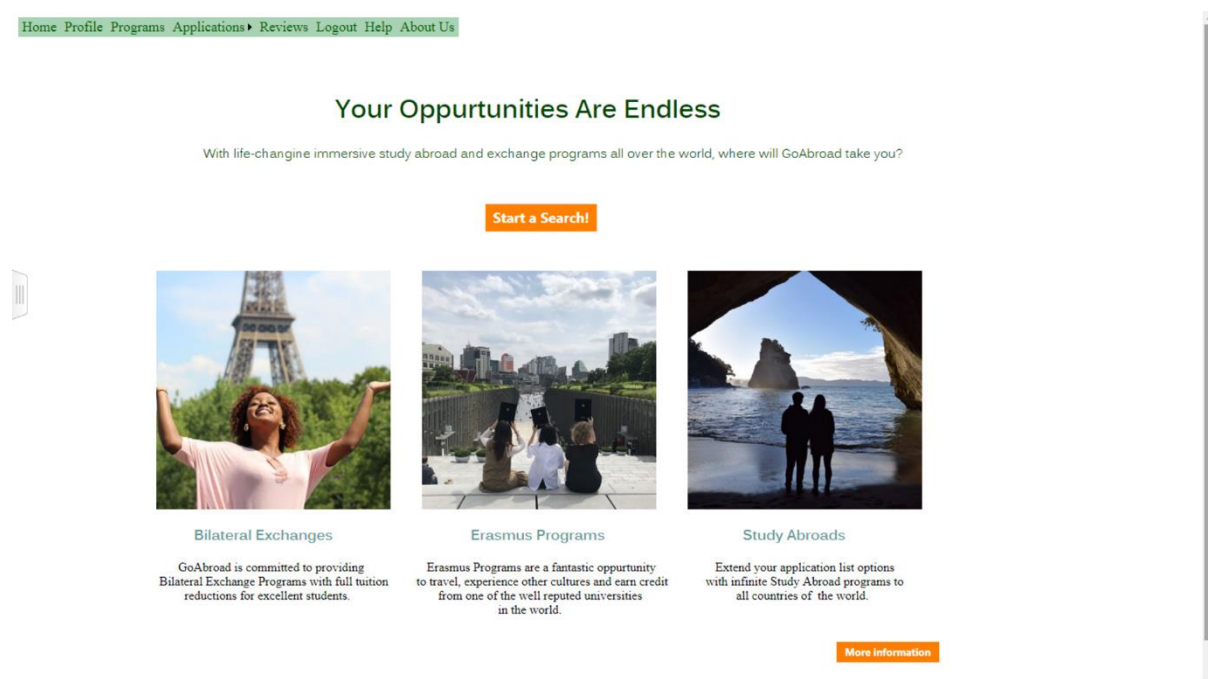 Home Profile Programs Applications Reviews Logout Help About Us
Your Oppurtunities Are Endless
With life-changine immersive study abroad and exchange programs all over the world, where will GoAbroad take you?
Start a Search!
Bilateral Exchanges
GoAbroad is committed to providing
Bilateral Exchange Programs with full tuition
reductions for excellent students.
Erasmus Programs
Erasmus Programs are a fantastic oppurtunity
to travel, experience other cultures and earn credit
from one of the well reputed universities
in the world.
Study Abroads
Extend your application list options
with infinite Study Abroad programs to
all countries of the world.
More information